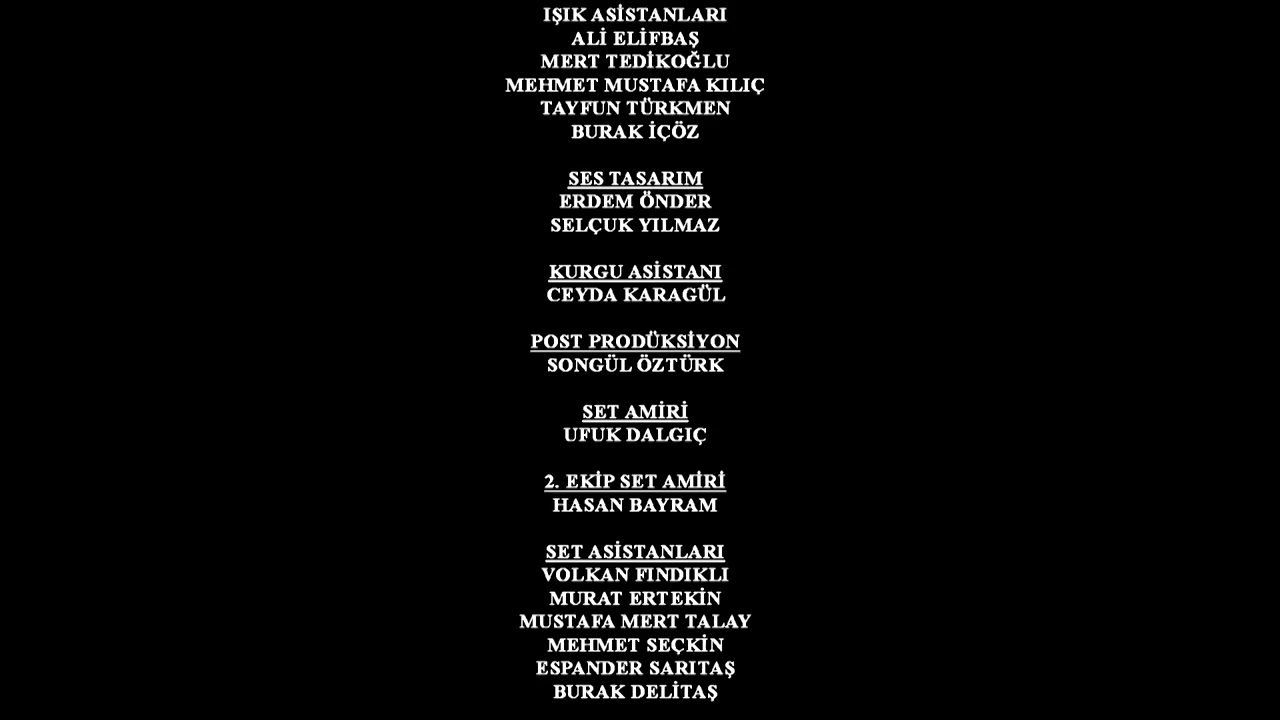 IŞIK ASİSTANLARI
ALİ ELİFBAŞ
MERT TEDİKOĞLU
MEHMET MUSTAFA KILIÇ
TAYFUN TÜRKMEN
BURAK İÇÖZ
SES TASARIM
ERDEM ÖNDER
SELÇUK YILMAZ
KURGU ASİSTANI
CEYDA KARAGÜL
POST PRODÜKSİYON
SONGÜL ÖZTÜRK
SET AMİRİ
UFUK DALGIÇ
2. EKİP SET AMİRİ
HASAN BAYRAM
SET ASİSTANLARI
VOLKAN FINDIKLI
MURAT ERTEKİN
MUSTAFA MERT TALAY
MEHMET SEÇKİN
ESPANDER SARITAŞ
BURAK DELİTAŞ